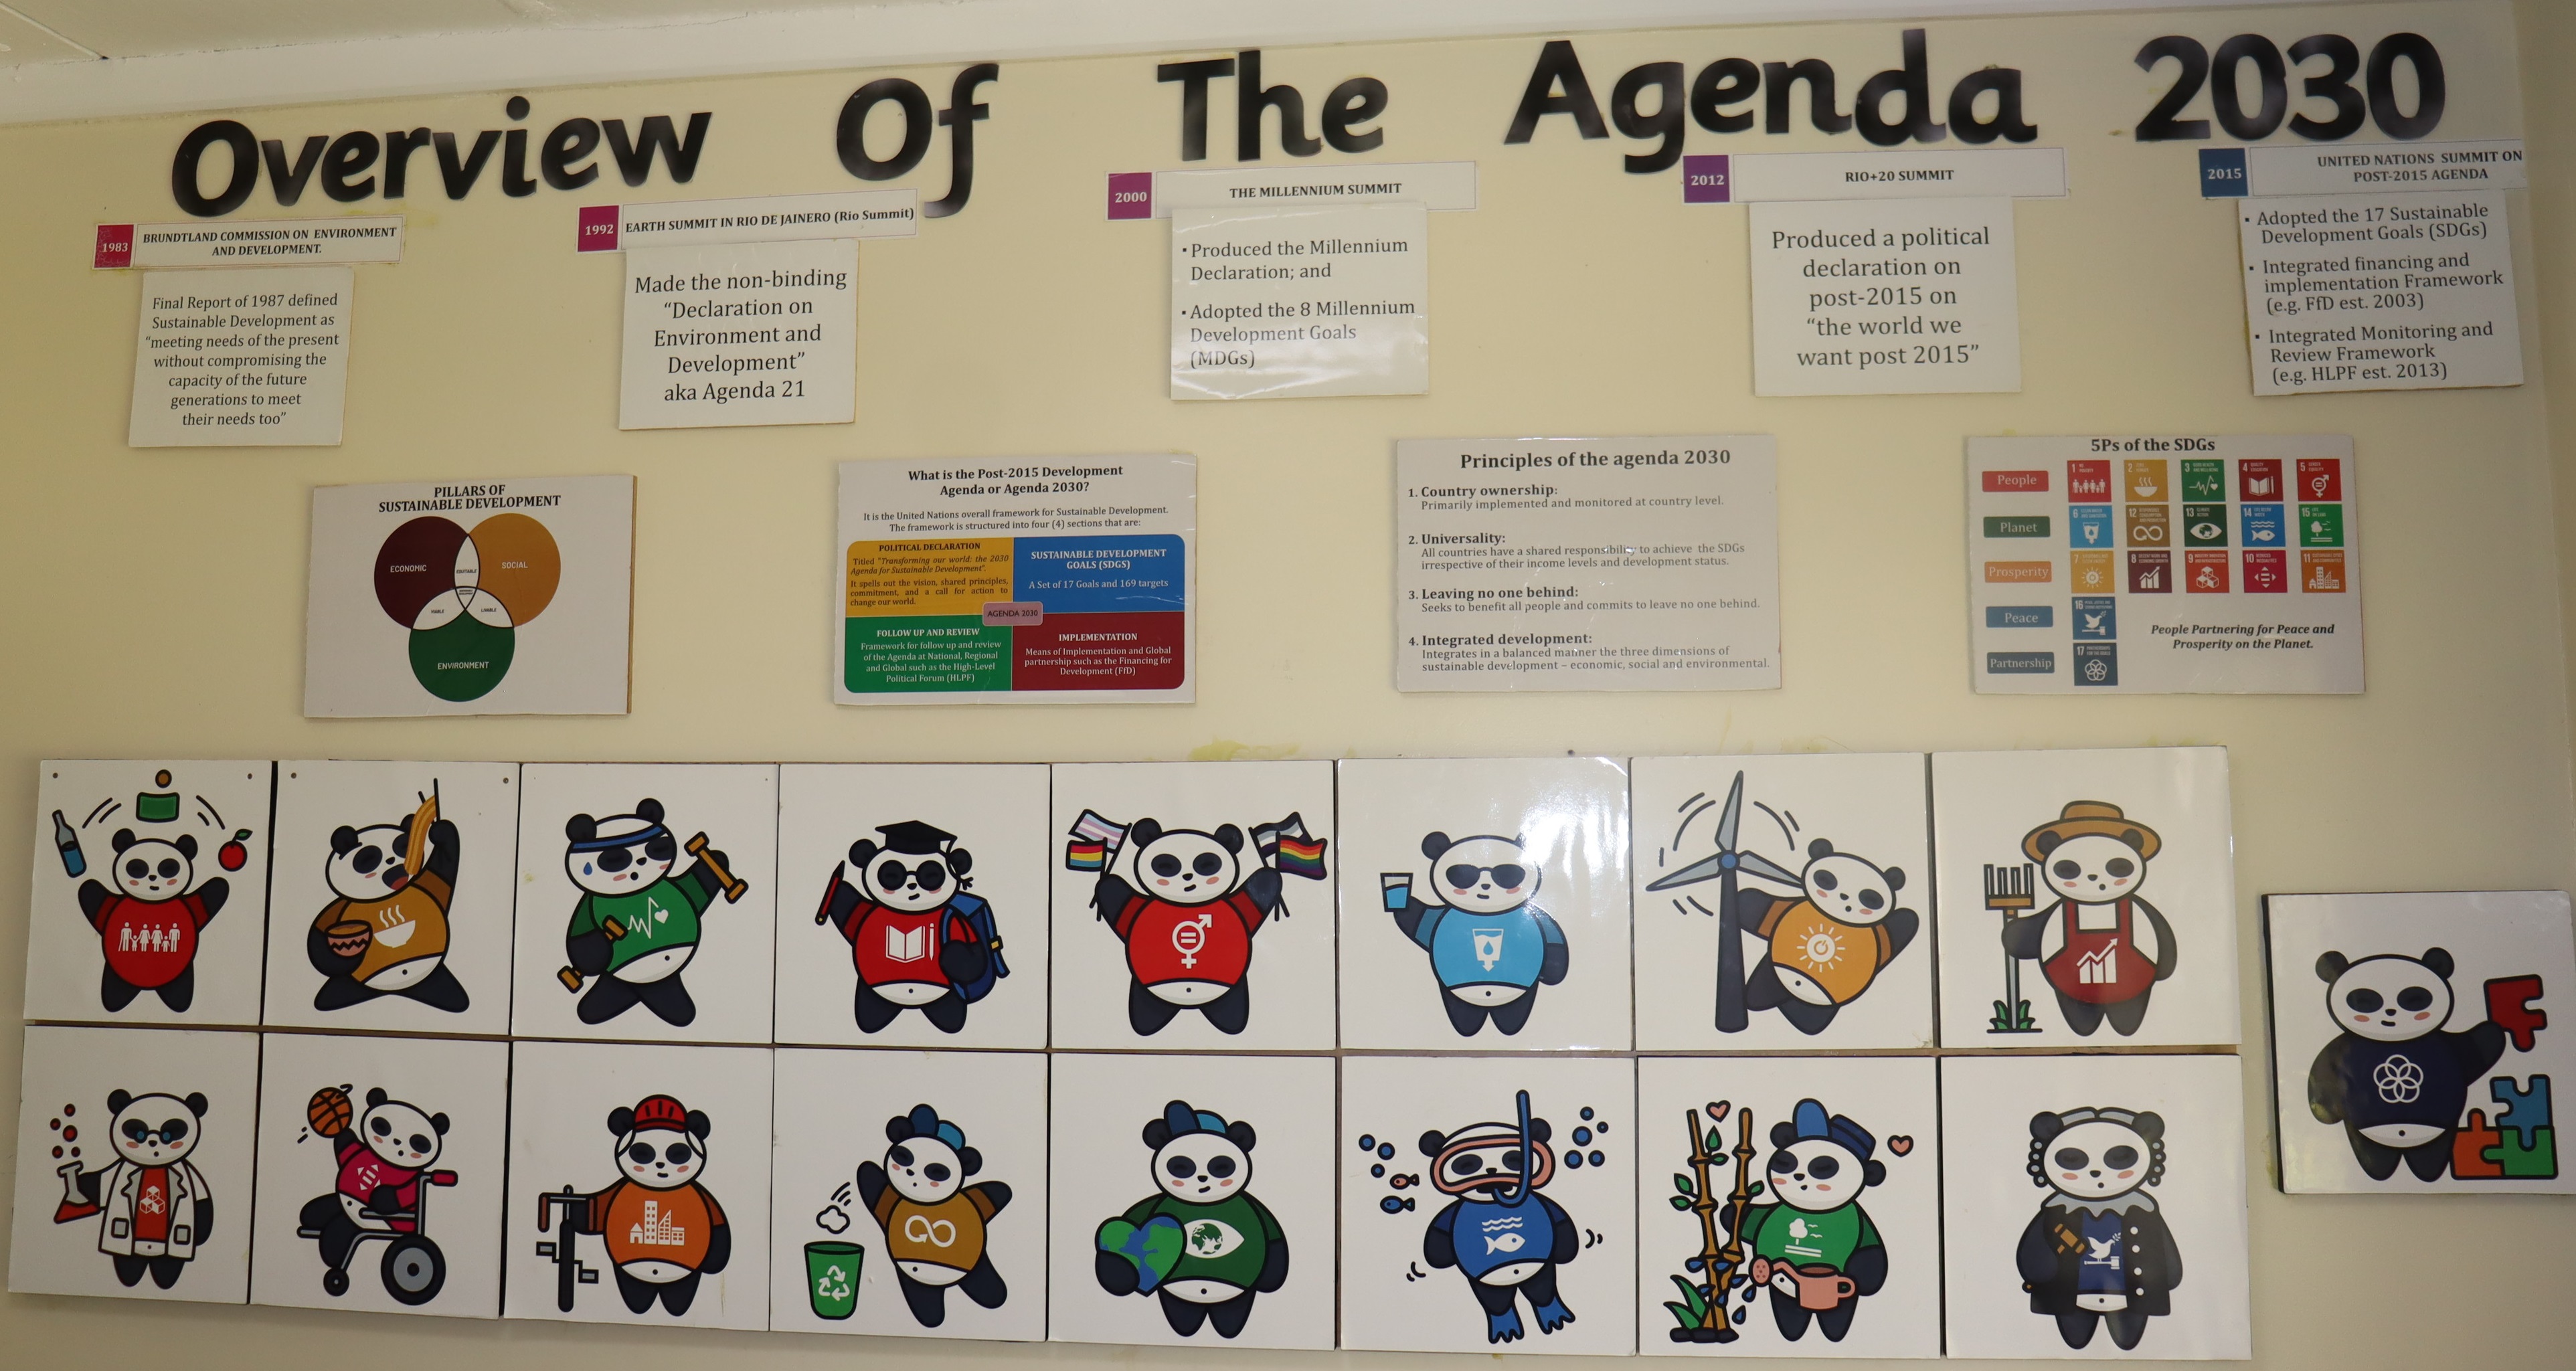 Overview Of The Agenda 2030
1983
BRUNDTLAND COMMISSION ON ENVIRONMENT
AND DEVELOPMENT.
Final Report of 1987 defined
Sustainable Development as
“meeting needs of the present
without compromising the
capacity of the future
generations to meet
their needs too”
1992
EARTH SUMMIT IN RIO DE JAINERO (Rio Summit)
Made the non-binding
“Declaration on
Environment and
Development”
aka Agenda 21
2000
THE MILLENNIUM SUMMIT
▪ Produced the Millennium
Declaration; and
▪ Adopted the 8 Millennium
Development Goals
(MDGs)
2012
RIO+20 SUMMIT
Produced a political
declaration on
post-2015 on
“the world we
want post 2015”
2015
UNITED NATIONS SUMMIT ON
POST-2015 AGENDA
▪ Adopted the 17 Sustainable
Development Goals (SDGs)
▪ Integrated financing and
implementation Framework
(e.g. FfD est. 2003)
▪ Integrated Monitoring and
Review Framework
(e.g. HLPF est. 2013)
PILLARS OF
SUSTAINABLE DEVELOPMENT
ECONOMIC
SOCIAL
EQUITABLE
VIABLE
ENVIRONMENT
What is the Post-2015 Development
Agenda or Agenda 2030?
It is the United Nations overall framework for Sustainable Development.
The framework is structured into four (4) sections that are:
POLITICAL DECLARATION
Titled “Transforming our world: the 2030
Agenda for Sustainable Development”.
It spells out the vision, shared principles,
commitment, and a call for action to
change our world.
SUSTAINABLE DEVELOPMENT
GOALS (SDGS)
A Set of 17 Goals and 169 targets
AGENDA 2030
FOLLOW UP AND REVIEW
Framework for follow up and review
of the Agenda at National, Regional
and Global such as the High-Level
Political Forum (HLPF)
IMPLEMENTATION
Means of Implementation and Global
partnership such as the Financing for
Development (FfD)
Principles of the agenda 2030
1. Country ownership:
Primarily implemented and monitored at country level.
2. Universality:
All countries have a shared responsibility to achieve the SDGs
irrespective of their income levels and development status.
3. Leaving no one behind:
Seeks to benefit all people and commits to leave no one behind.
4. Integrated development:
Integrates in a balanced manner the three dimensions of
sustainable development – economic, social and environmental.
5Ps of the SDGs
People
1
2
3
4
5
Planet
6
12
13
14
15
Prosperity
7
8
9
10
11
Peace
16
Partnership
17
People Partnering for Peace and
Prosperity on the Planet.